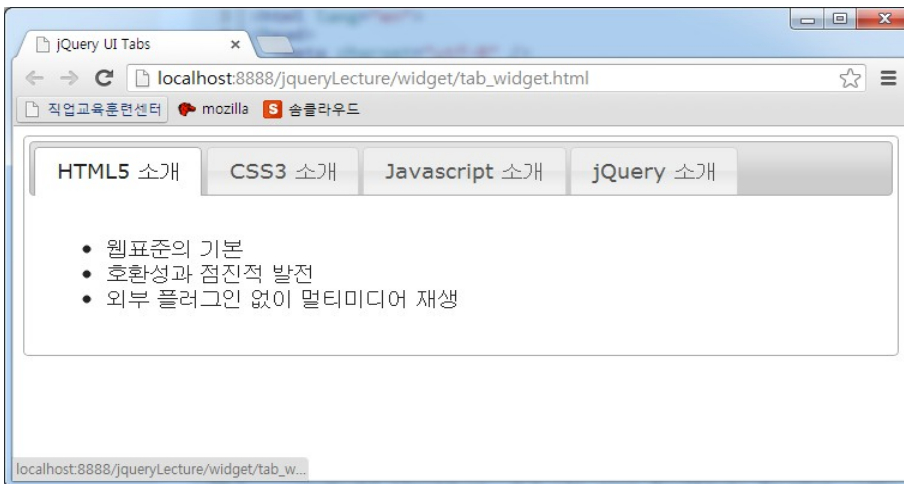 jQuery UI Tabs
localhost:8888/jqueryLecture/widget/tab_widget.html
직업교육훈련센터 mozilla S 솜클라우드
HTML5 소개 CSS3 소개 Javascript 소개 jQuery 소개
• 웹표준의 기본
• 호환성과 점진적 발전
• 외부 플러그인 없이 멀티미디어 재생
localhost:8888/jqueryLecture/widget/tab_w...